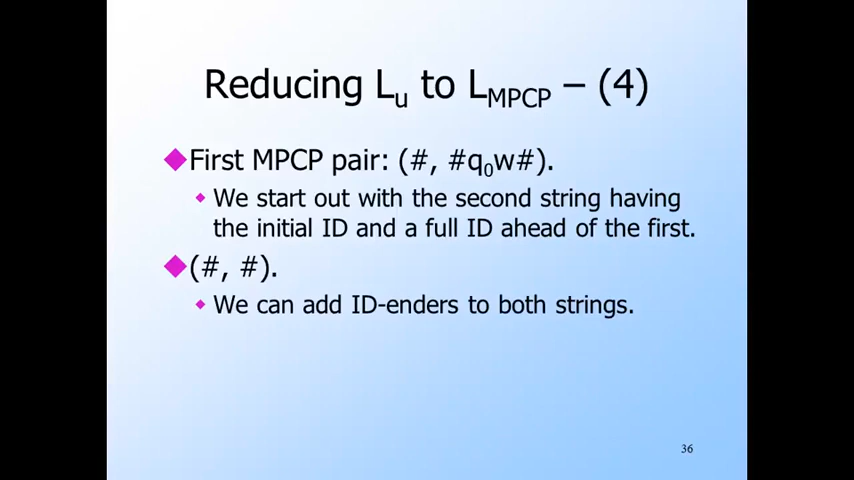 Reducing Lu to LMPCP – (4)
First MPCP pair: (#, #q0w#).
We start out with the second string having
the initial ID and a full ID ahead of the first.
(#, #).
We can add ID-enders to both strings.
36